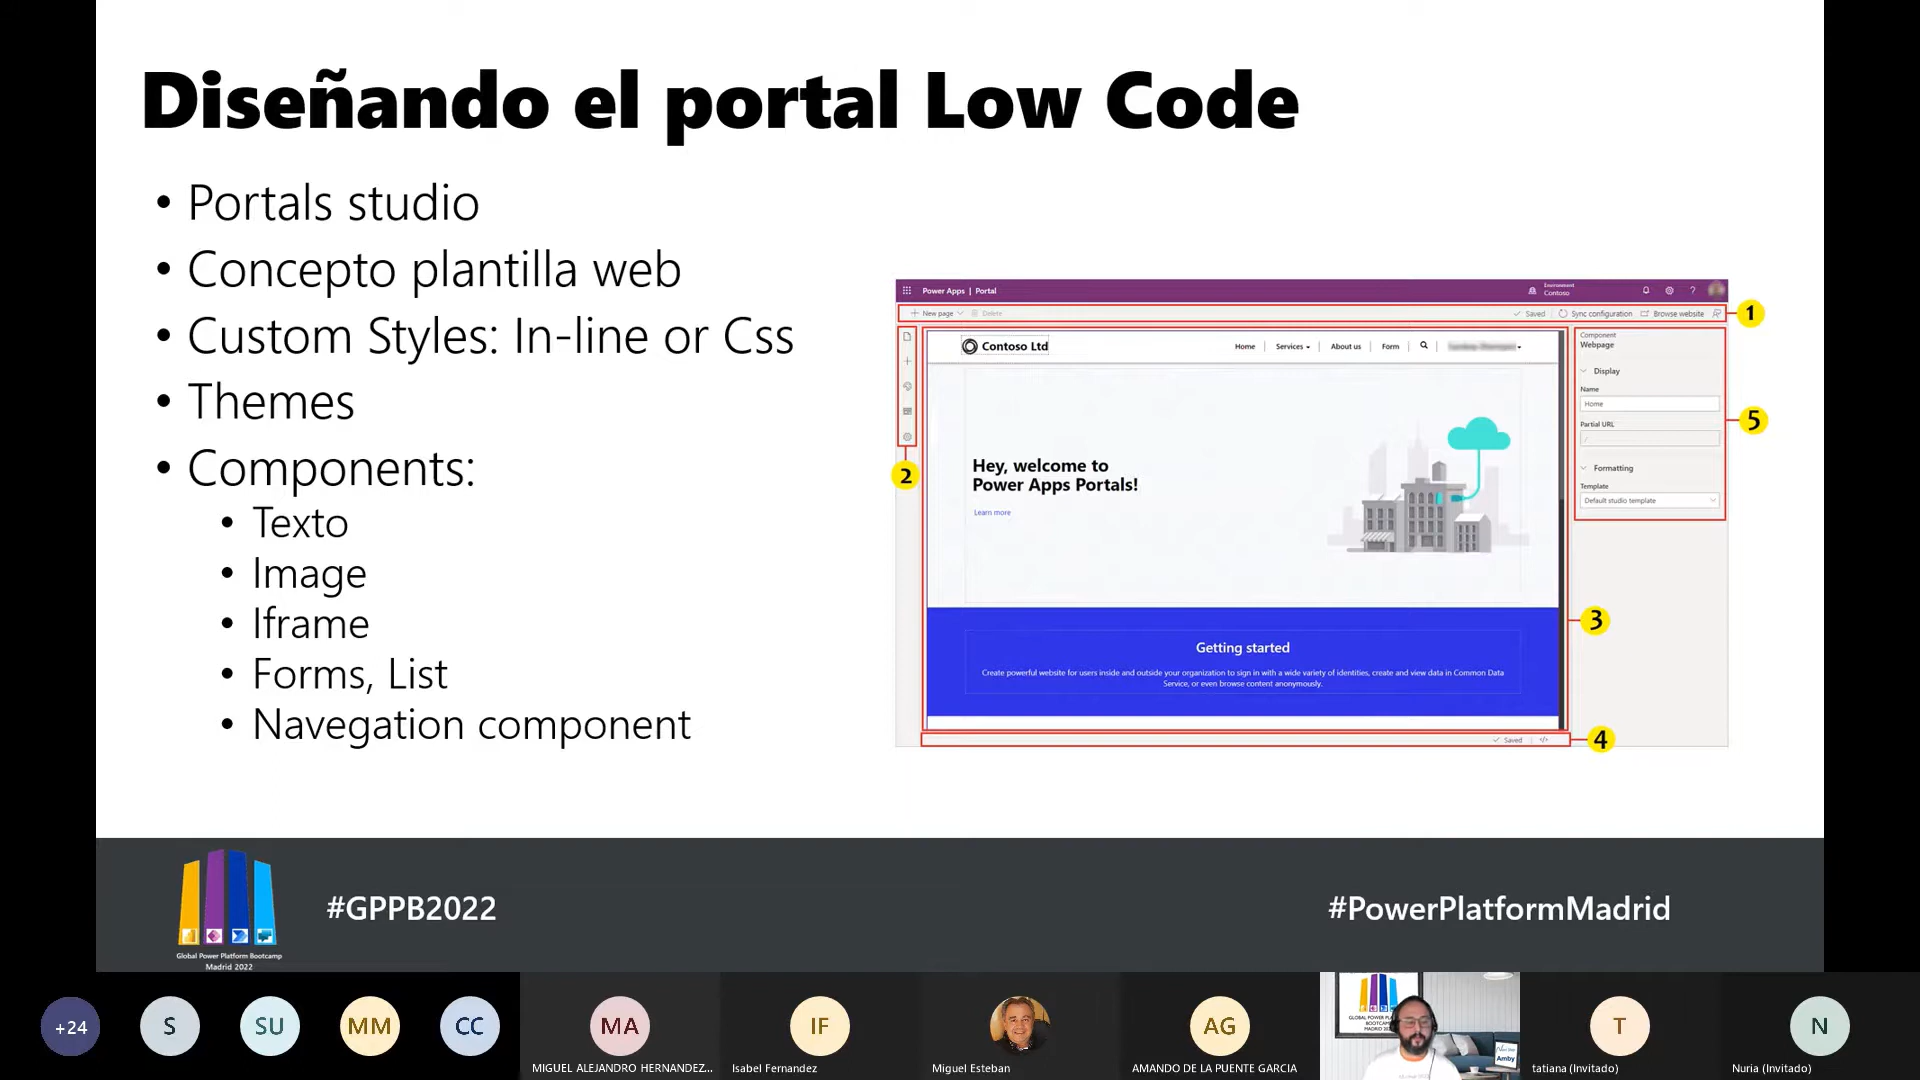 Diseñando el portal Low Code
• Portals studio
• Concepto plantilla web
• Custom Styles: In-line or Css
• Themes
• Components:
• Texto
• Image
• Iframe
• Forms, List
• Navegation component
Power Apps | Portal
Environment
Contoso
?
+ New page
Delete
Saved
Sync configuration
Browse website
1
Contoso Ltd
Home
Services
About us
Form
Component
Webpage
Display
Name
Home
Partial URL
/
Formatting
Template
Default studio template
5
2
Hey, welcome to
Power Apps Portals!
Learn more
3
Getting started
Create powerful website for users inside and outside your organization to sign in with a wide variety of identities, create and view data in Common Data
Service, or even browse content anonymously.
Saved
</>
4
Global Power Platform Bootcamp
Madrid 2022
#GPPB2022
#PowerPlatformMadrid
+24
S
SU
MM
CC
MA
MIGUEL ALEJANDRO HERNANDEZ...
IF
Isabel Fernandez
Miguel Esteban
AG
AMANDO DE LA PUENTE GARCIA
BOOTCA
MADRID 202
Amby
T
tatiana (Invitado)
N
Nuria (Invitado)